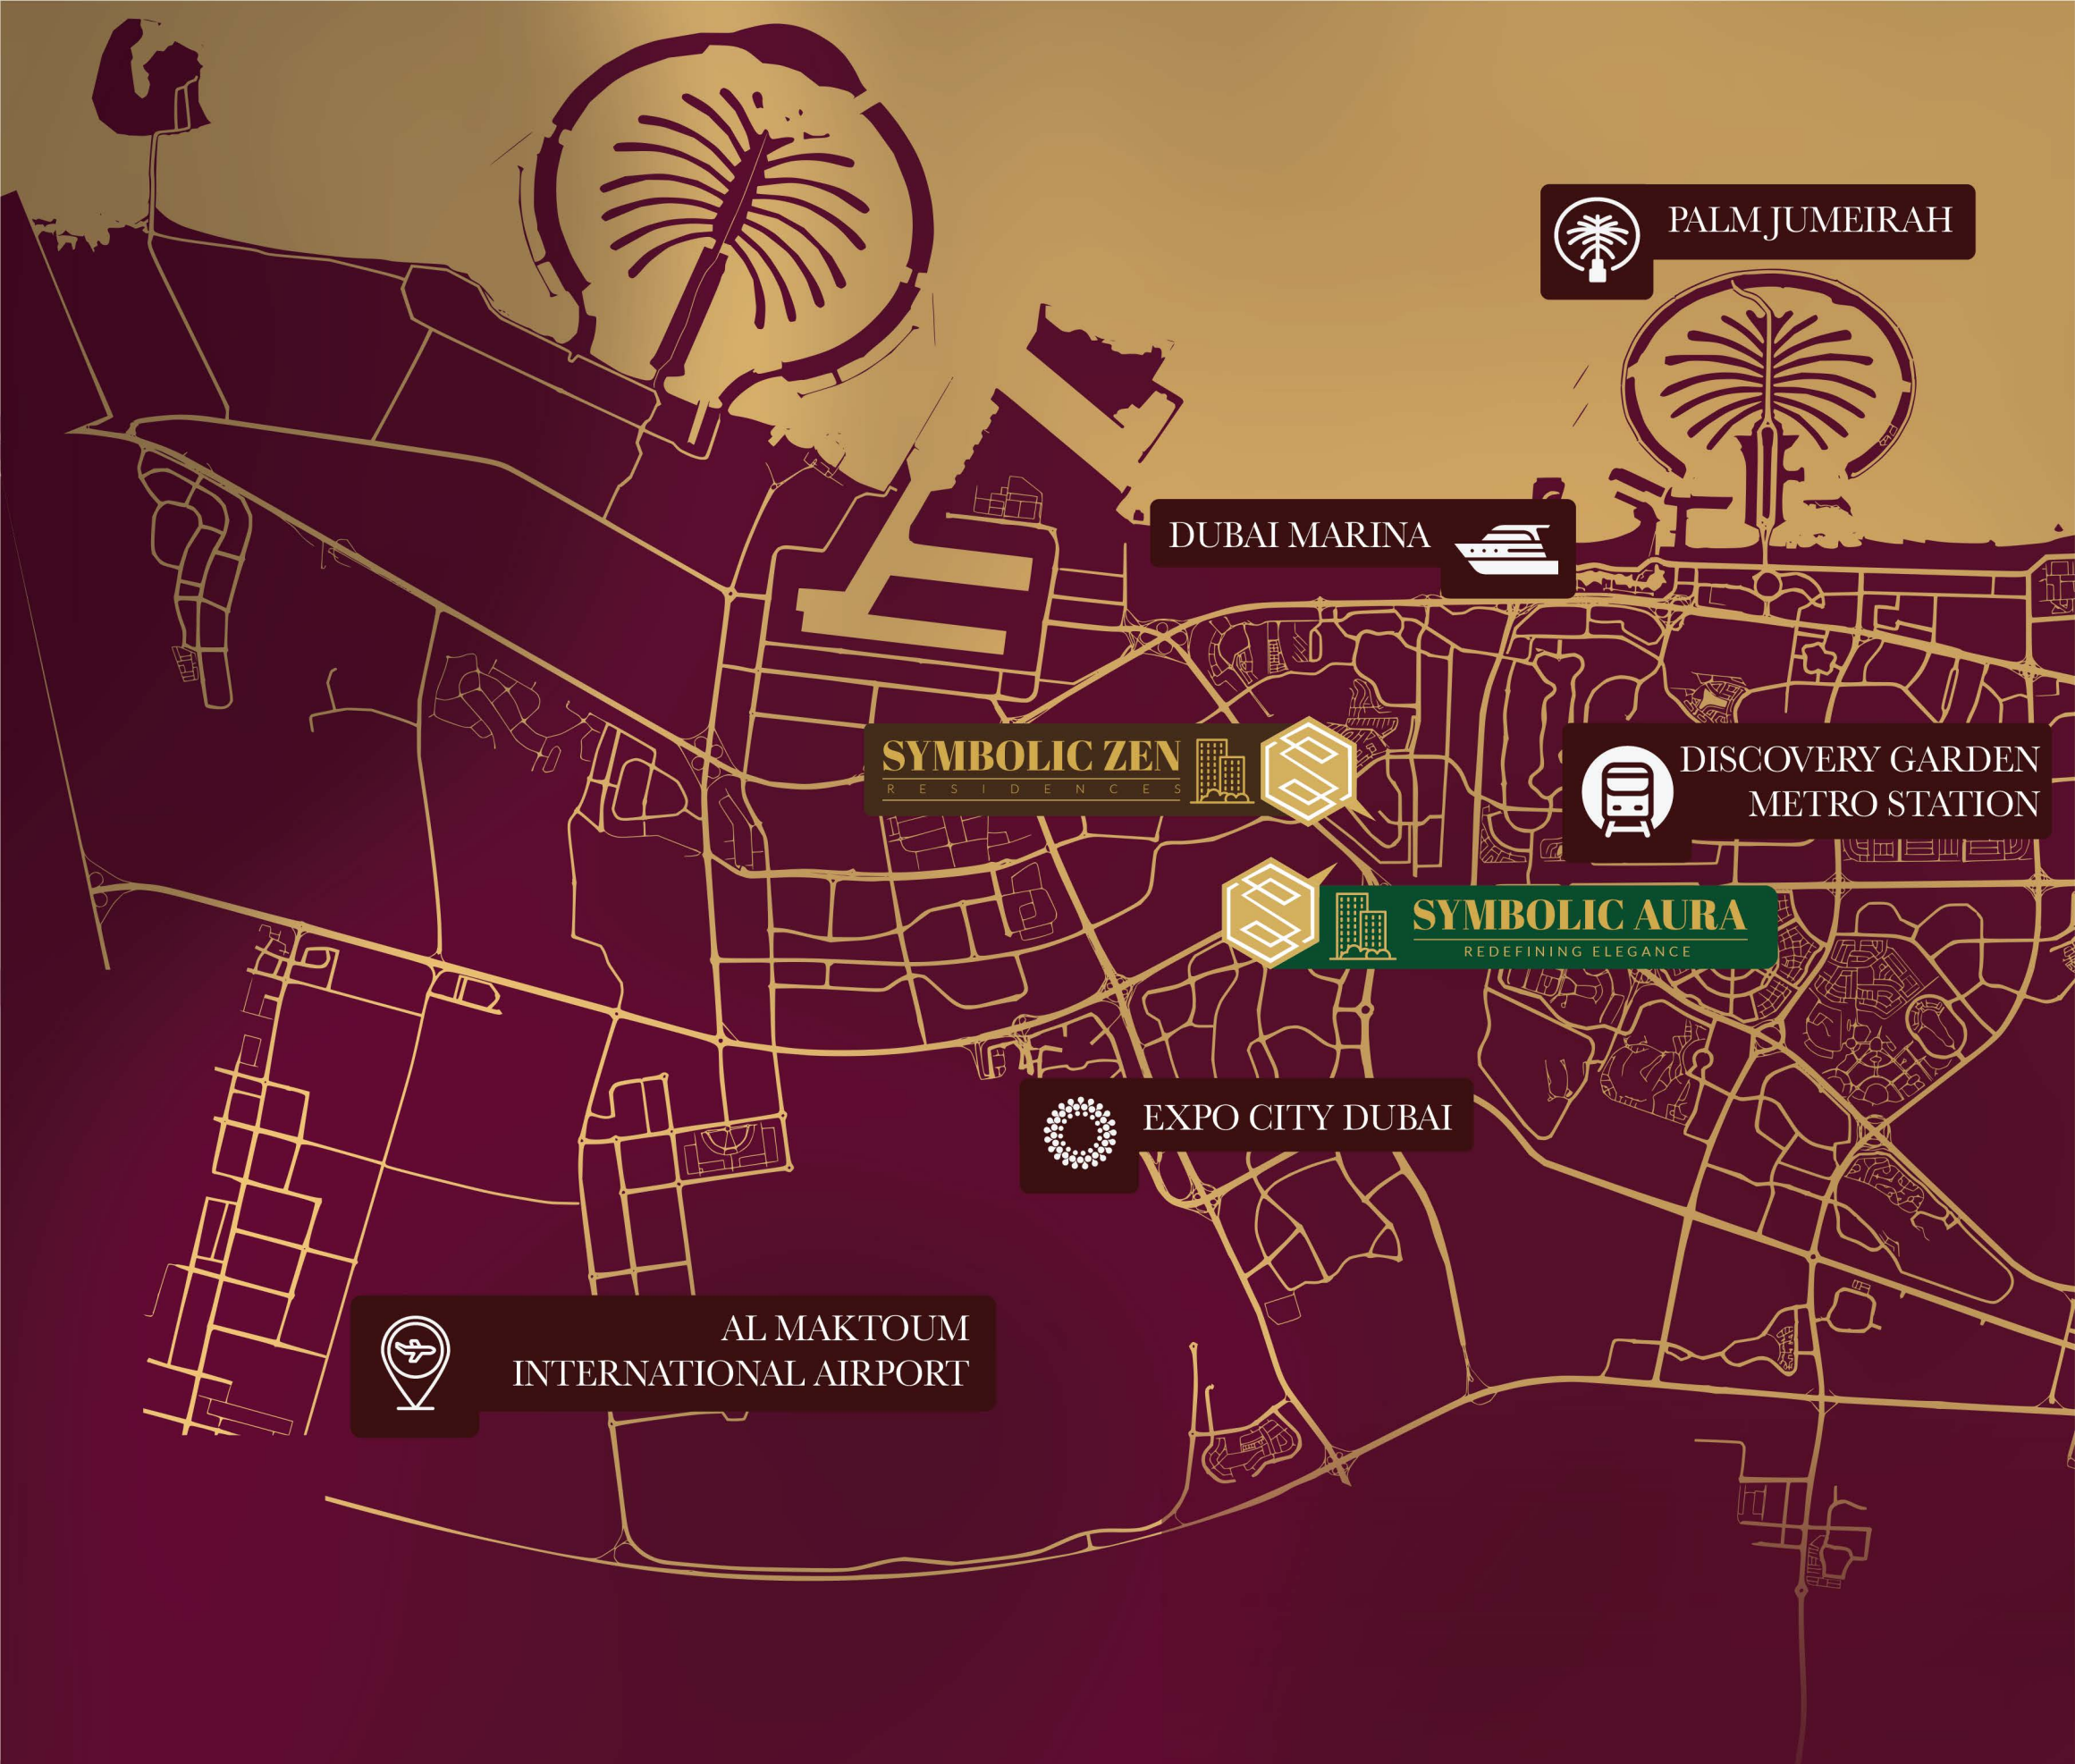 PALM JUMEIRAH
DUBAI MARINA
SYMBOLIC ZEN
RESIDENCES
DISCOVERY GARDEN
METRO STATION
SYMBOLIC AURA
REDEFINING ELEGANCE
EXPO CITY DUBAI
AL MAKTOUM
INTERNATIONAL AIRPORT